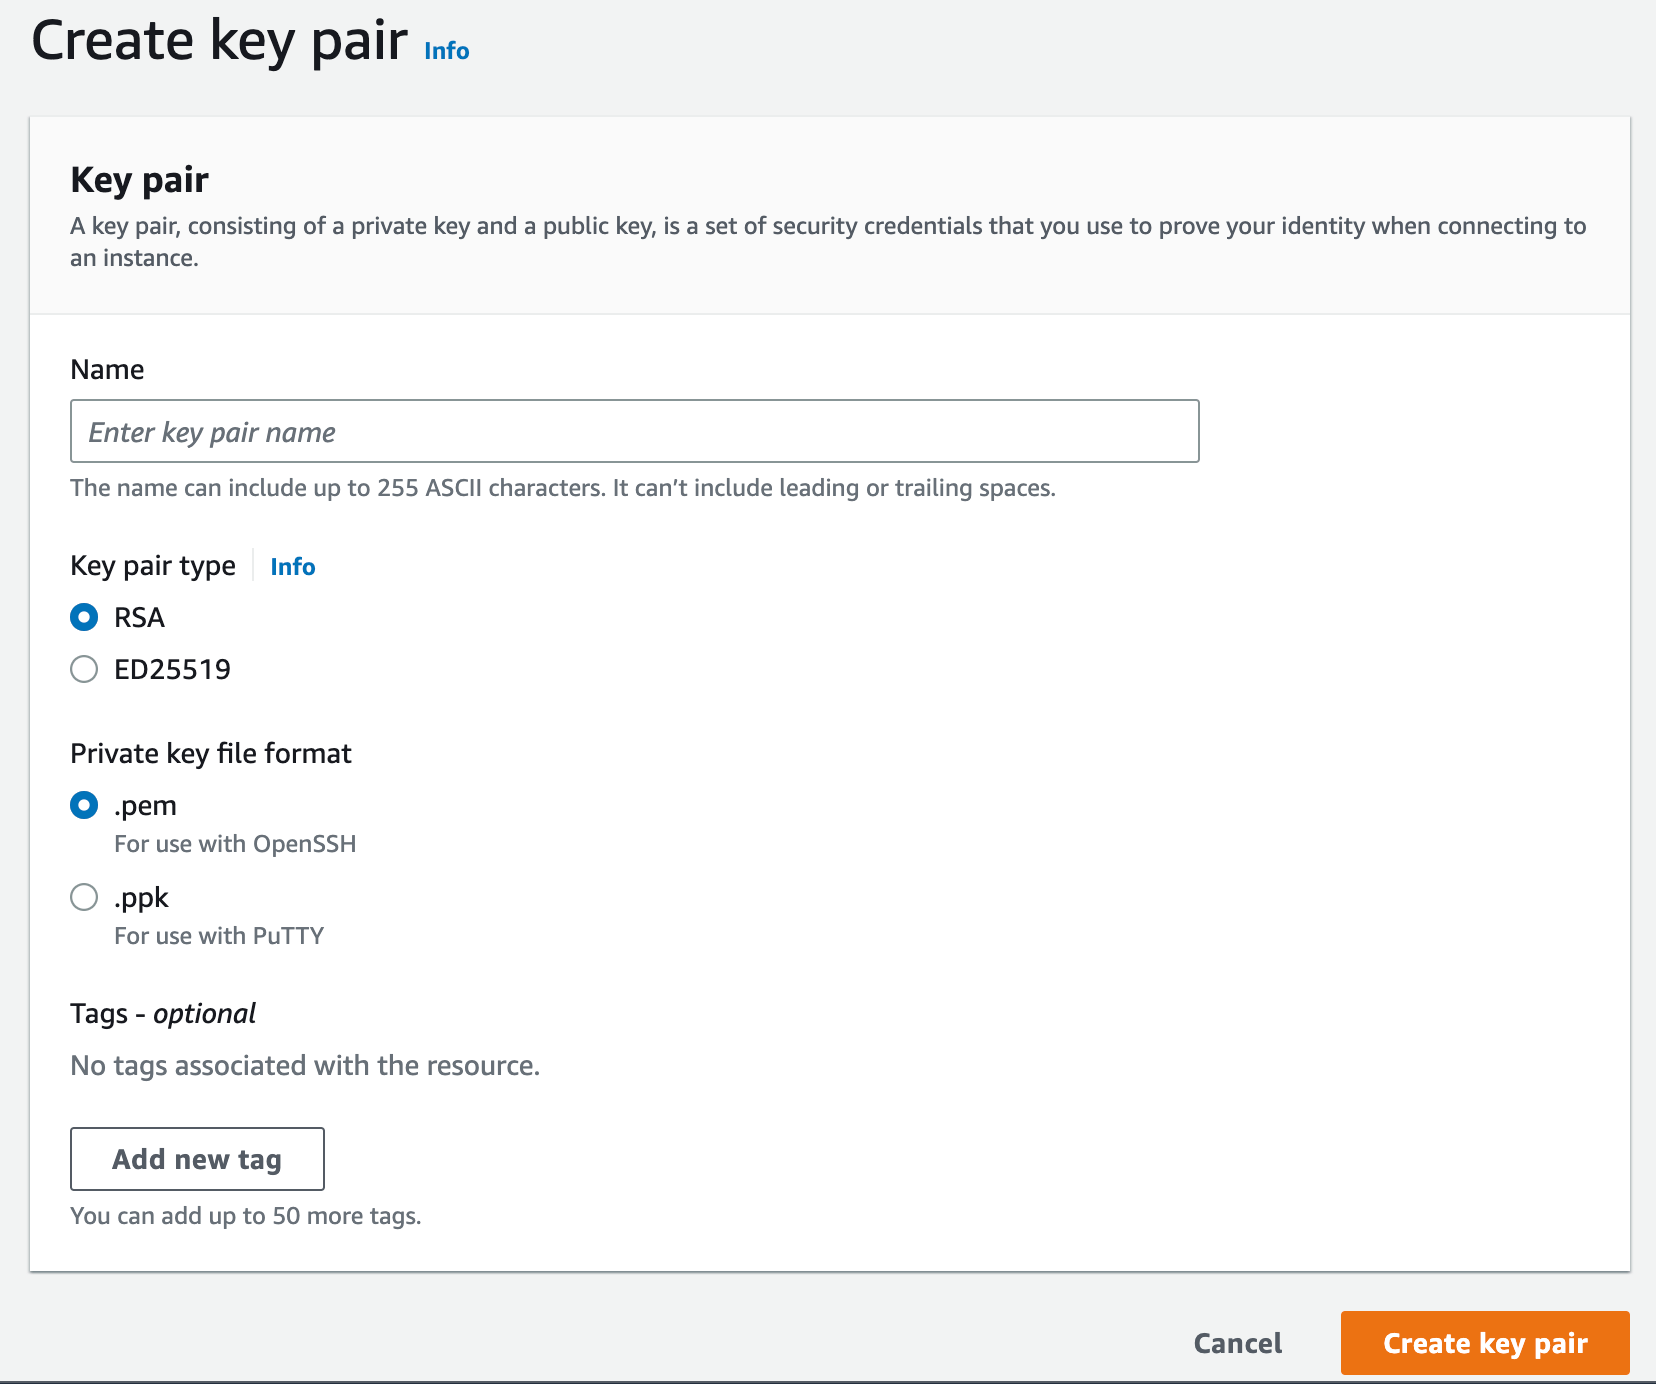 Create key pair Info
Key pair
A key pair, consisting of a private key and a public key, is a set of security credentials that you use to prove your identity when connecting to
an instance.
Name
Enter key pair name
The name can include up to 255 ASCII characters. It can’t include leading or trailing spaces.
Key pair type Info
RSA
ED25519
Private key file format
.pem
For use with OpenSSH
.ppk
For use with PuTTY
Tags - optional
No tags associated with the resource.
Add new tag
You can add up to 50 more tags.
Cancel Create key pair